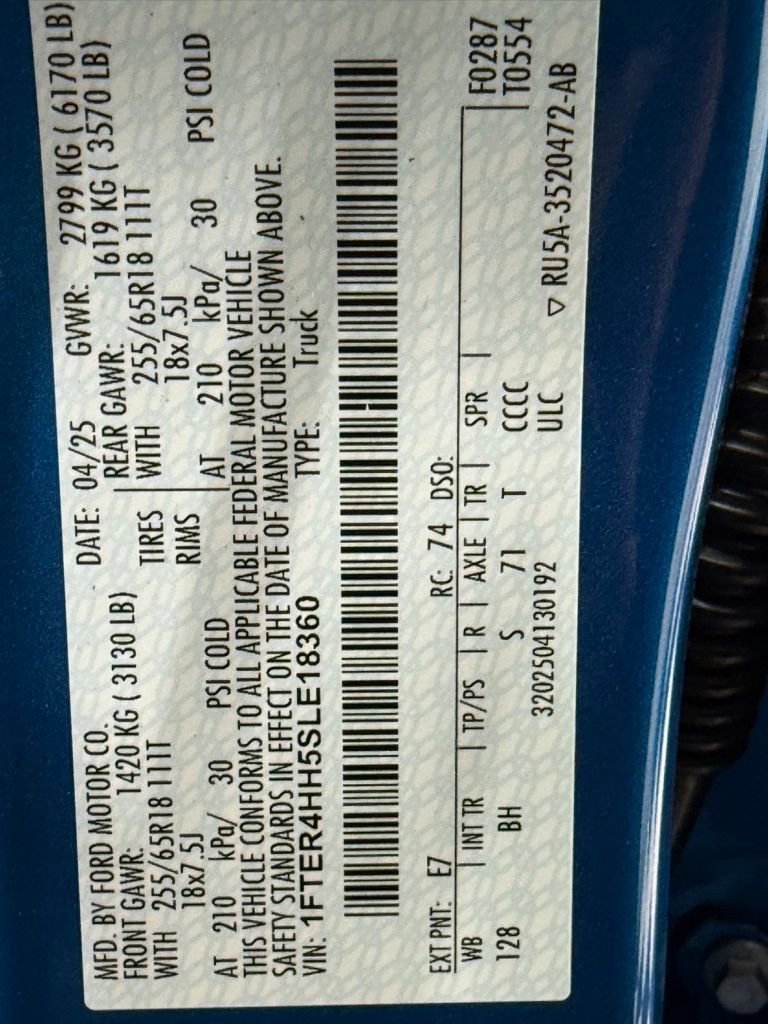 MFD. BY FORD MOTOR CO. DATE: 04/25 GVWR: 2799 KG ( 6170 LB)
FRONT GAWR: 1420 KG ( 3130 LB) REAR GAWR: 1619 KG ( 3570 LB)
WITH 255/65R18 111T TIRES WITH 255/65R18 111T
18x7.5J RIMS 18x7.5J
AT 210 kPa/ 30 PSI COLD AT 210 kPa/ 30 PSI COLD
THIS VEHICLE CONFORMS TO ALL APPLICABLE FEDERAL MOTOR VEHICLE
SAFETY STANDARDS IN EFFECT ON THE DATE OF MANUFACTURE SHOWN ABOVE.
VIN: 1FTER4HH5SLE18360 TYPE: Truck
EXT PNT: E7 RC: 74 DSO: F0287
WB | INT TR | TP/PS | R | AXLE | TR | SPR | T0554
128 BH S 71 T CCCC
3202504130192 ULC ▽ RU5A-3520472-AB